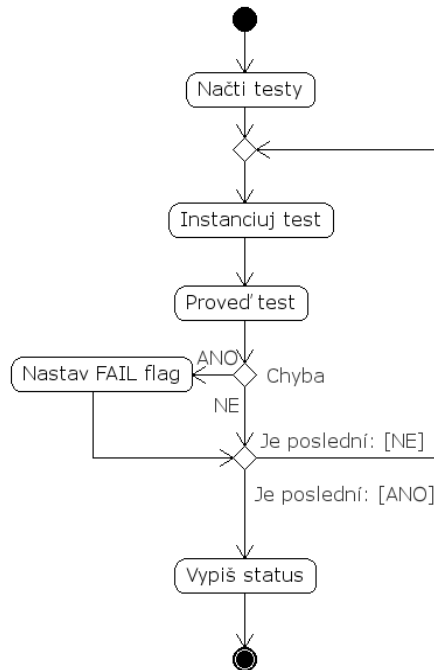 Načti testy
Instanciuj test
Proveď test
ANO
Nastav FAIL flag
Chyba
NE
Je poslední: [NE]
Je poslední: [ANO]
Vypiš status